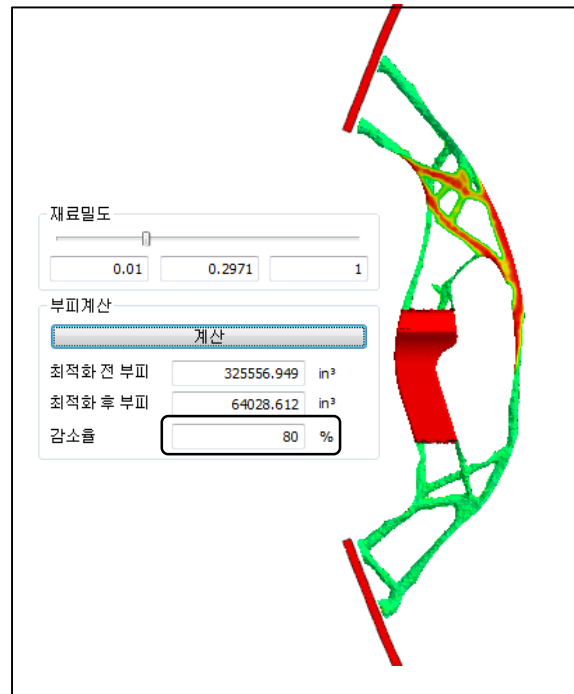 재료밀도
0.01 0.2971 1
부피계산
계산
최적화 전 부피 325556.949 in³
최적화 후 부피 64028.612 in³
감소율 80 %